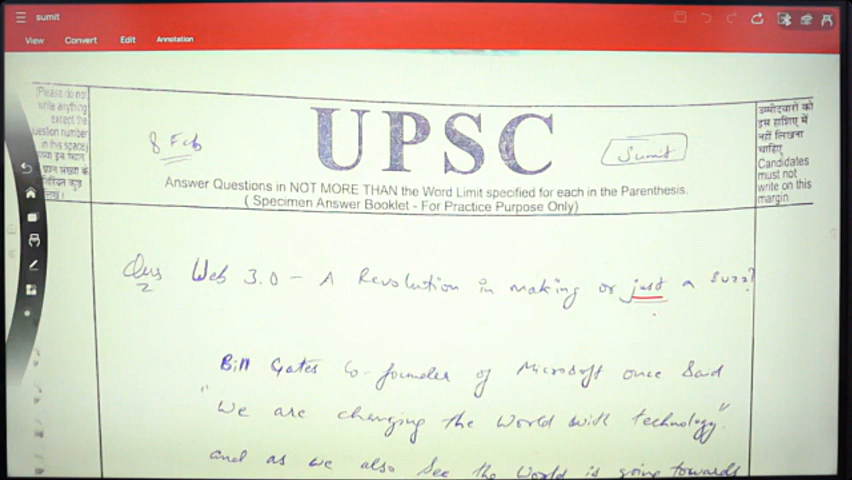 sumit
View Convert Edit Annotation
(Please do not
write anything
except the
question number
in this space)
8 Feb
UPSC
Sumit
Answer Questions in NOT MORE THAN the Word Limit specified for each in the Parenthesis.
( Specimen Answer Booklet - For Practice Purpose Only)
उम्मीदवारों को
इस हाशिए में
नहीं लिखना
चाहिए
Candidates
must not
write on this
margin
Ques 2 Web 3.0 - A Revolution in making or just a Buzz?
Bill Gates Co-founder of Microsoft once Said
"We are changing the World with technology"
and as we also See the World is going towards